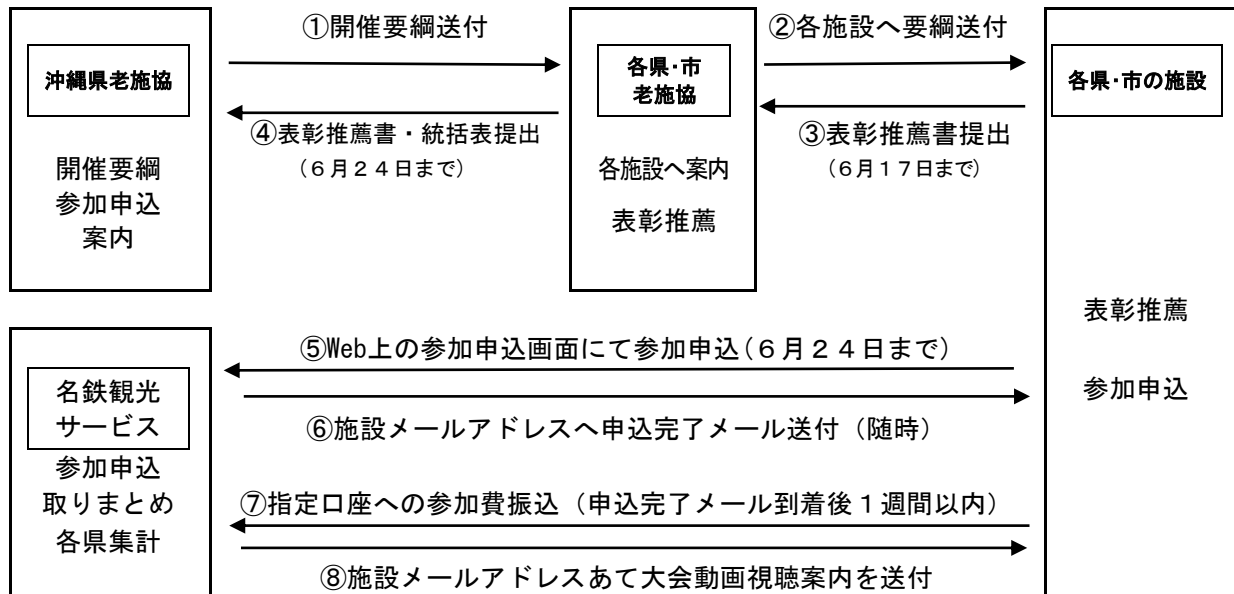 ①開催要綱送付
②各施設へ要綱送付
沖縄県老施協
各県・市
老施協
各県・市の施設
④表彰推薦書・統括表提出
(６月２４日まで)
③表彰推薦書提出
(６月１７日まで)
開催要綱
参加申込
案内
各施設へ案内
表彰推薦
表彰推薦
参加申込
⑤Web上の参加申込画面にて参加申込(６月２４日まで)
名鉄観光
サービス
⑥施設メールアドレスへ申込完了メール送付（随時）
参加申込
取りまとめ
各県集計
⑦指定口座への参加費振込（申込完了メール到着後１週間以内）
⑧施設メールアドレスあて大会動画視聴案内を送付